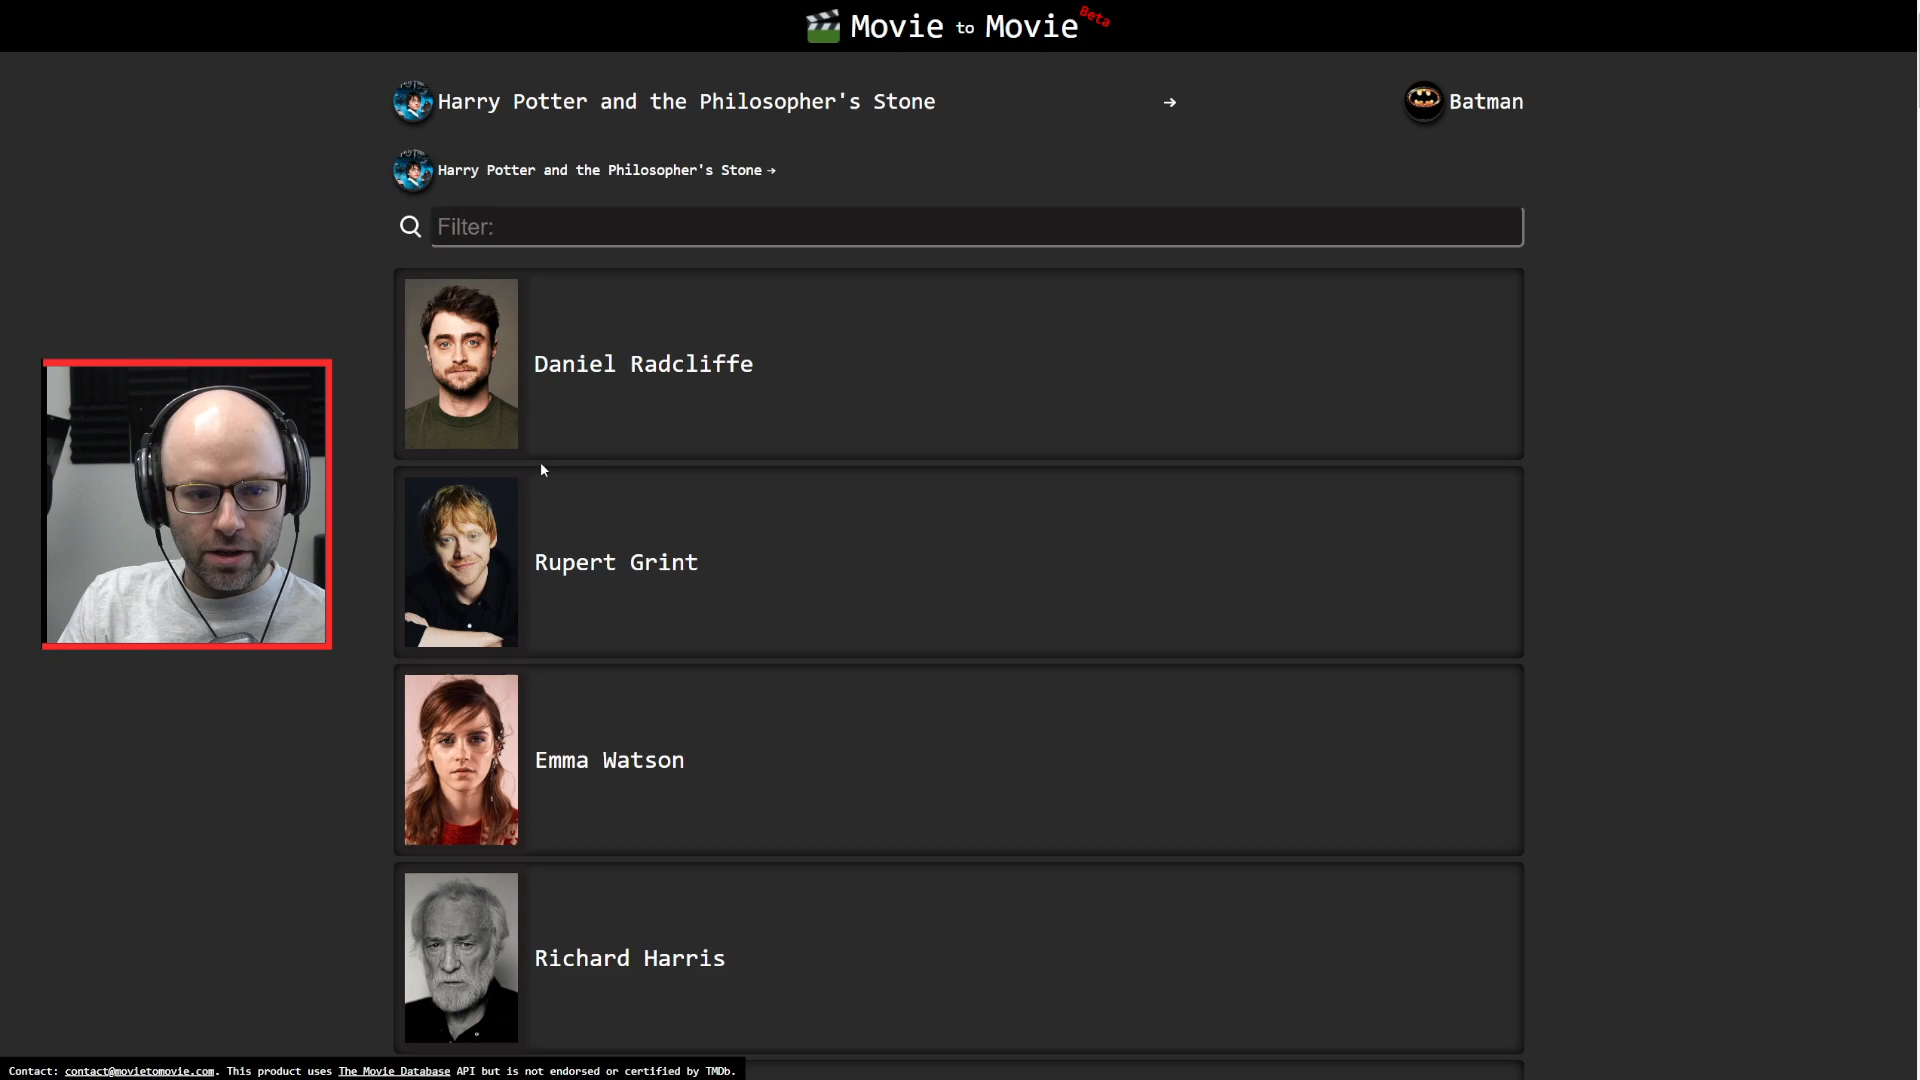 Movie to Movie Beta
Harry Potter and the Philosopher's Stone → Batman
Harry Potter and the Philosopher's Stone →
Filter:
Daniel Radcliffe
Rupert Grint
Emma Watson
Richard Harris
Contact: contact@movietomovie.com. This product uses The Movie Database API but is not endorsed or certified by TMDb.